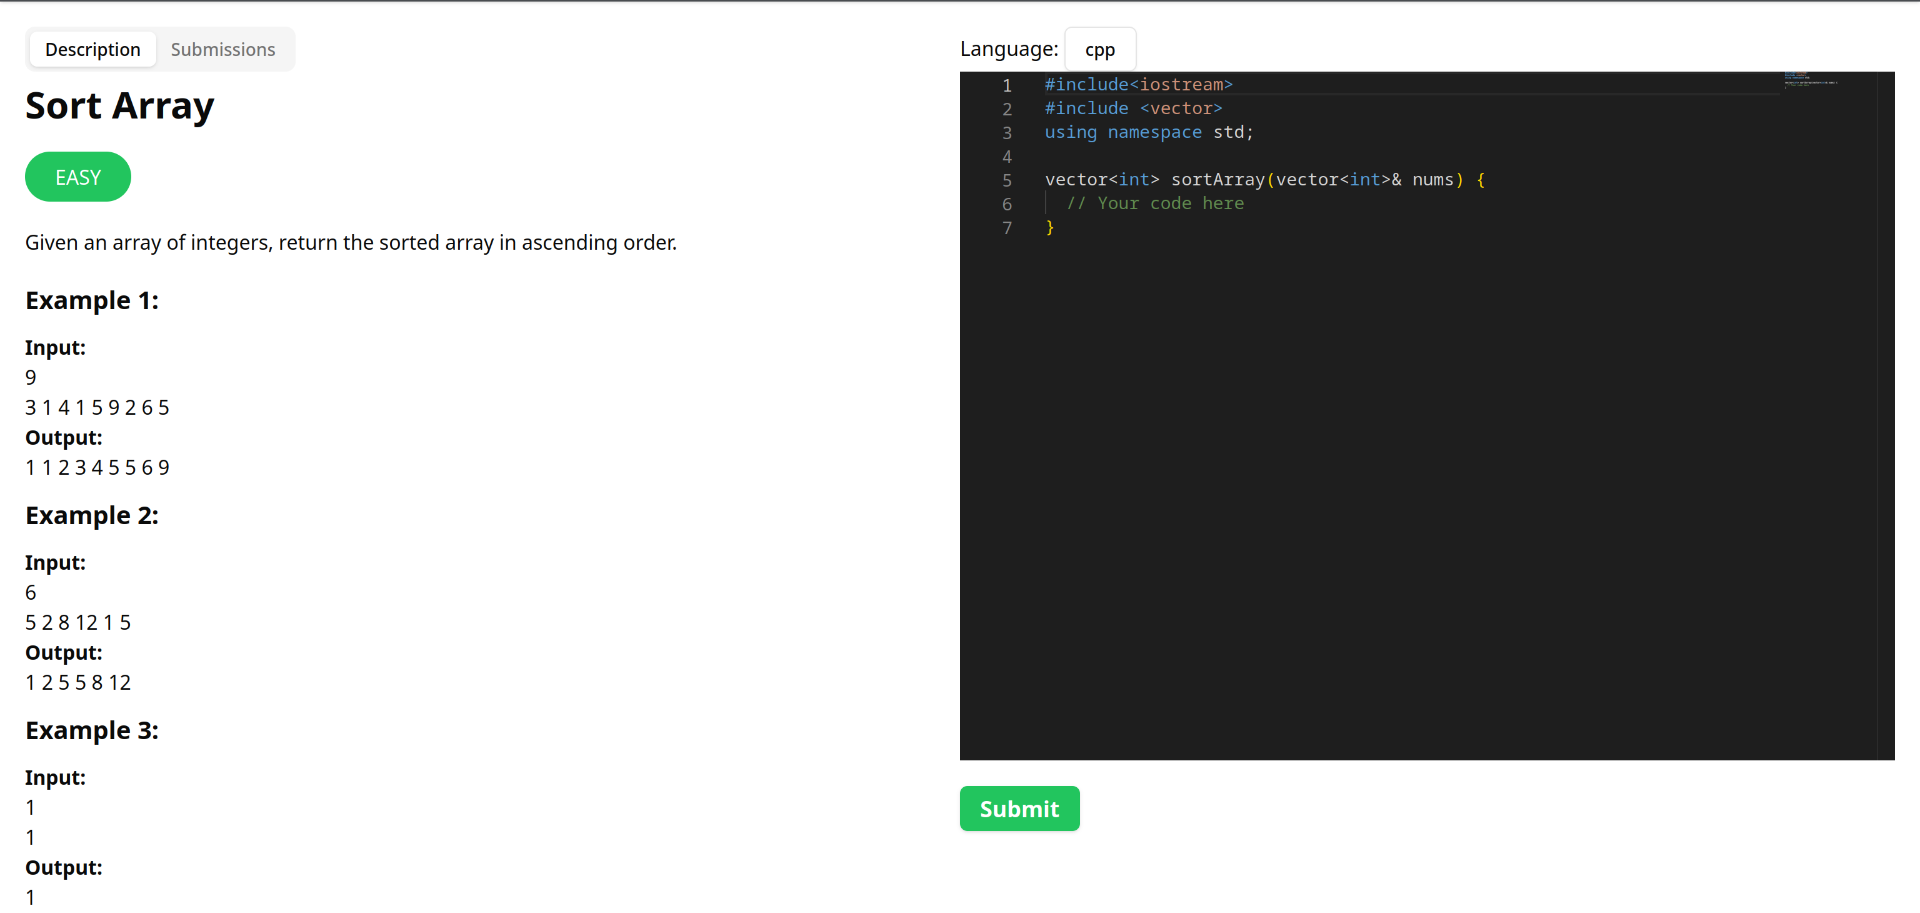 Description Submissions
Sort Array
EASY
Given an array of integers, return the sorted array in ascending order.
Example 1:
Input:
9
3 1 4 1 5 9 2 6 5
Output:
1 1 2 3 4 5 5 6 9
Example 2:
Input:
6
5 2 8 12 1 5
Output:
1 2 5 5 8 12
Example 3:
Input:
1
1
Output:
1
Language: cpp
1 #include<iostream>
2 #include <vector>
3 using namespace std;
4
5 vector<int> sortArray(vector<int>& nums) {
6 // Your code here
7 }
Submit